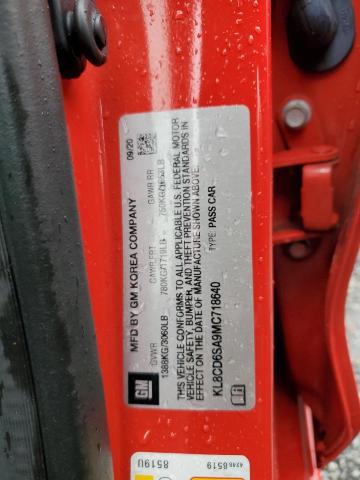 MFD BY GM KOREA COMPANY 09/20
GVWR GAWR FRT GAWR RR
1388KG/3060LB 780KG/1719LB
THIS VEHICLE CONFORMS TO ALL APPLICABLE U.S. FEDERAL MOTOR
VEHICLE SAFETY, BUMPER, AND THEFT PREVENTION STANDARDS IN
EFFECT ON THE DATE OF MANUFACTURE SHOWN ABOVE.
KL8CD6SA9MC718640 TYPE: PASS CAR
GM
8519U
4248 8519